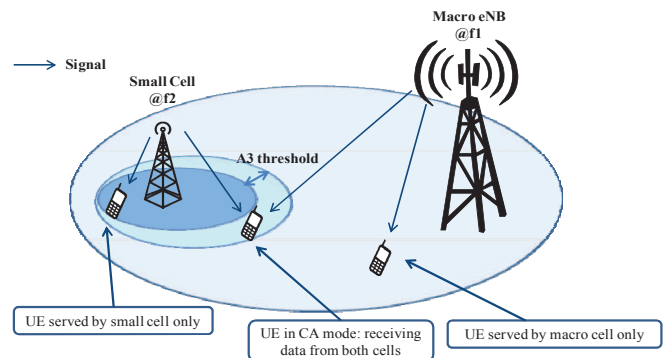 Macro eNB
@f1
Signal
Small Cell
@f2
A3 threshold
UE served by small cell only
UE in CA mode: receiving
data from both cells
UE served by macro cell only